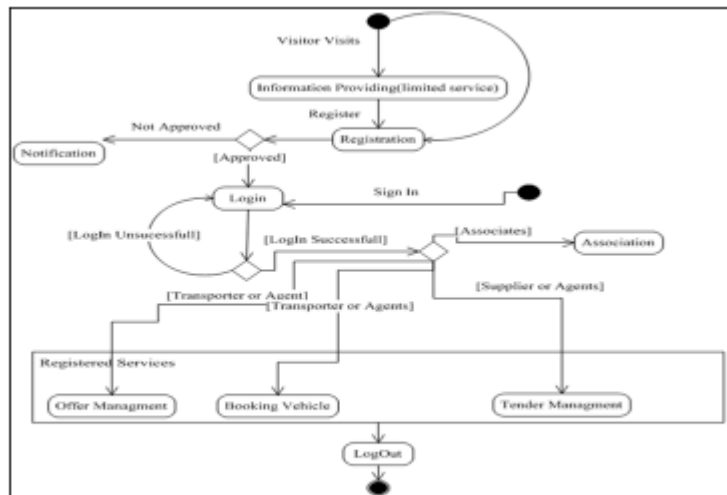 Visitor Visits
Information Providing(limited service)
Register
Not Approved
Registration
Notification
[Approved]
Login
Sign In
[LogIn Unsucessfull]
[LogIn Successfull]
[Associates]
Association
[Transporter or Agent]
[Transporter or Agents]
[Supplier or Agents]
Registered Services
Offer Managment
Booking Vehicle
Tender Managment
LogOut